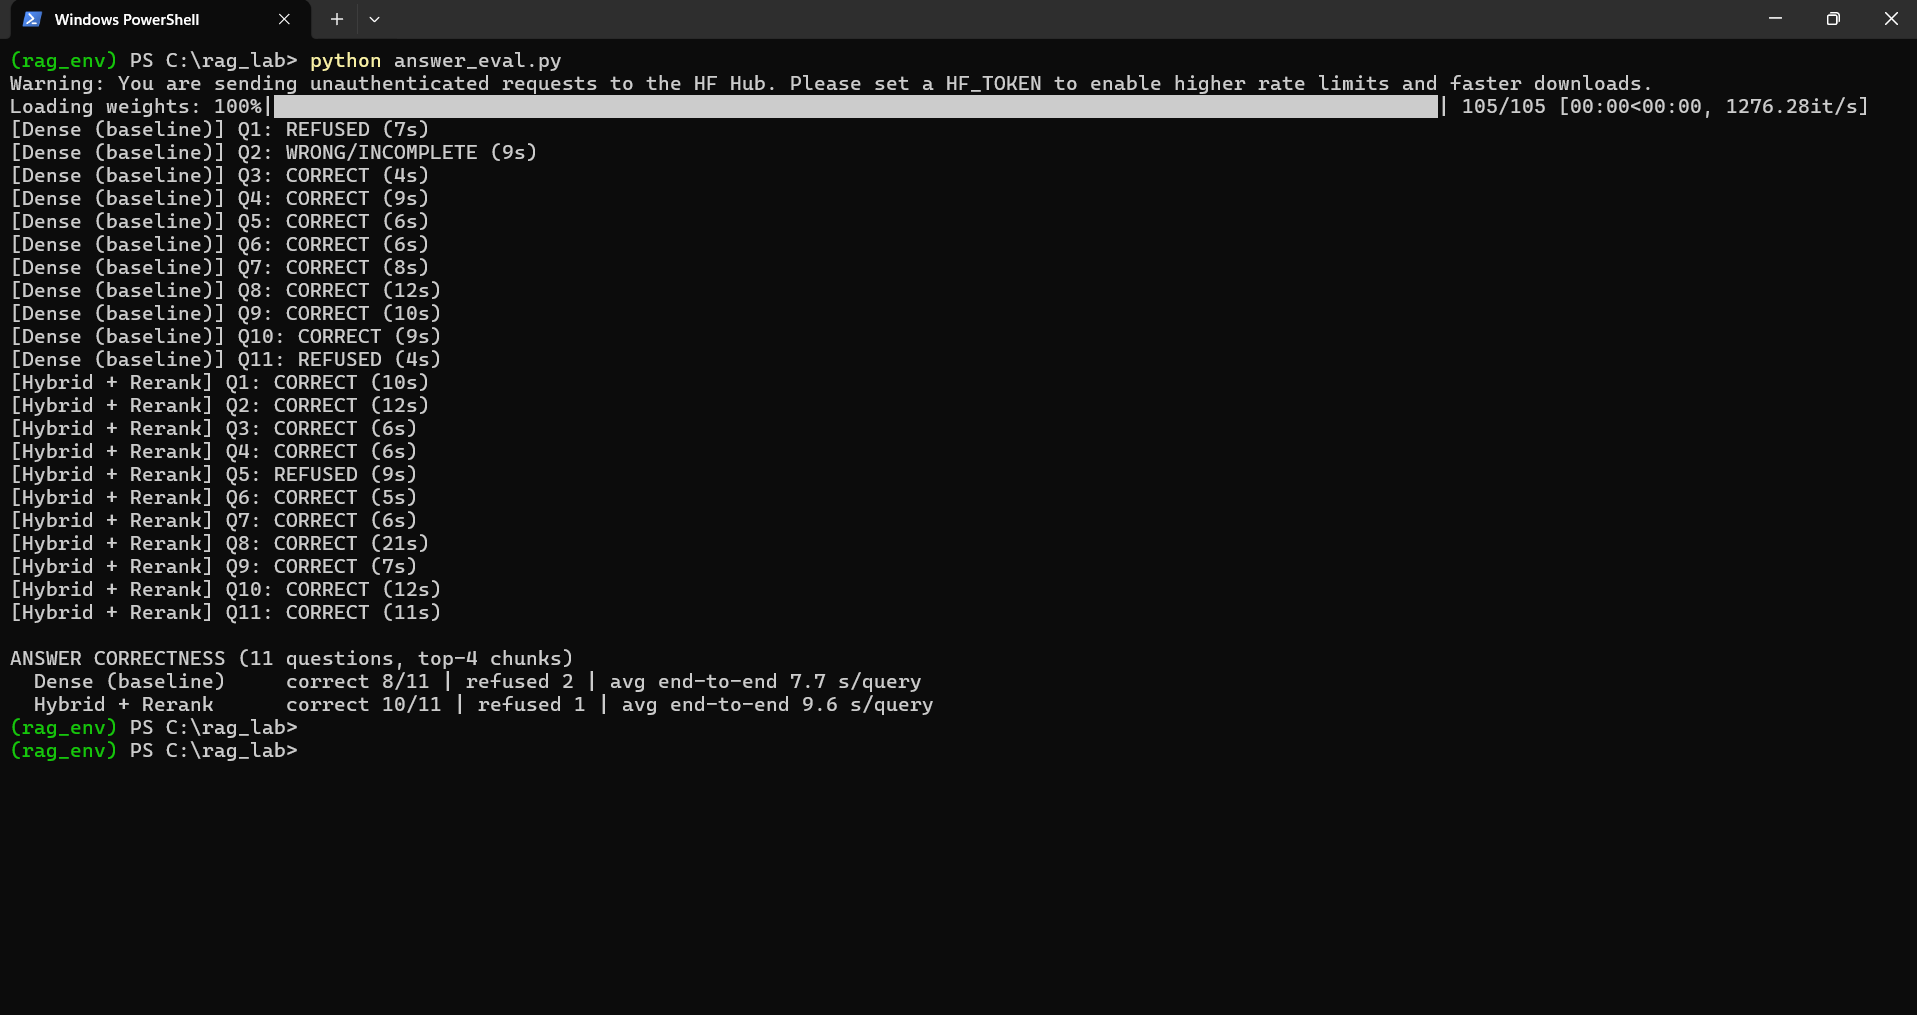 Windows PowerShell
(rag_env) PS C:\rag_lab> python answer_eval.py
Warning: You are sending unauthenticated requests to the HF Hub. Please set a HF_TOKEN to enable higher rate limits and faster downloads.
Loading weights: 100%| | 105/105 [00:00<00:00, 1276.28it/s]
[Dense (baseline)] Q1: REFUSED (7s)
[Dense (baseline)] Q2: WRONG/INCOMPLETE (9s)
[Dense (baseline)] Q3: CORRECT (4s)
[Dense (baseline)] Q4: CORRECT (9s)
[Dense (baseline)] Q5: CORRECT (6s)
[Dense (baseline)] Q6: CORRECT (6s)
[Dense (baseline)] Q7: CORRECT (8s)
[Dense (baseline)] Q8: CORRECT (12s)
[Dense (baseline)] Q9: CORRECT (10s)
[Dense (baseline)] Q10: CORRECT (9s)
[Dense (baseline)] Q11: REFUSED (4s)
[Hybrid + Rerank] Q1: CORRECT (10s)
[Hybrid + Rerank] Q2: CORRECT (12s)
[Hybrid + Rerank] Q3: CORRECT (6s)
[Hybrid + Rerank] Q4: CORRECT (6s)
[Hybrid + Rerank] Q5: REFUSED (9s)
[Hybrid + Rerank] Q6: CORRECT (5s)
[Hybrid + Rerank] Q7: CORRECT (6s)
[Hybrid + Rerank] Q8: CORRECT (21s)
[Hybrid + Rerank] Q9: CORRECT (7s)
[Hybrid + Rerank] Q10: CORRECT (12s)
[Hybrid + Rerank] Q11: CORRECT (11s)
ANSWER CORRECTNESS (11 questions, top-4 chunks)
Dense (baseline) correct 8/11 | refused 2 | avg end-to-end 7.7 s/query
Hybrid + Rerank correct 10/11 | refused 1 | avg end-to-end 9.6 s/query
(rag_env) PS C:\rag_lab>
(rag_env) PS C:\rag_lab>